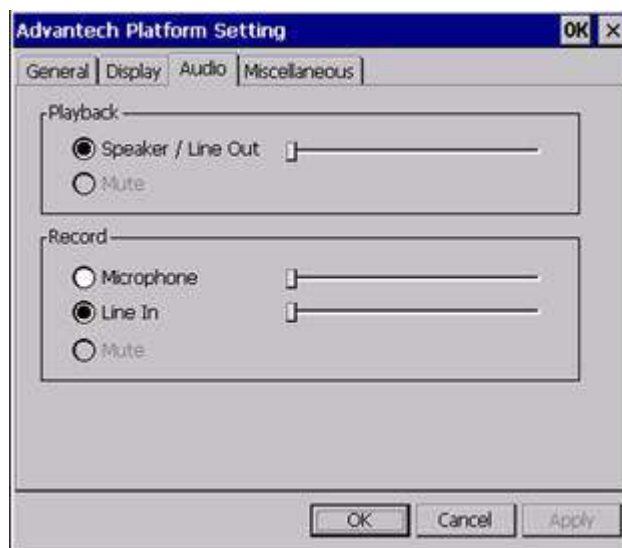 Advantech Platform Setting OK ×
General Display Audio Miscellaneous
Playback
Speaker / Line Out
Mute
Record
Microphone
Line In
Mute
OK Cancel Apply